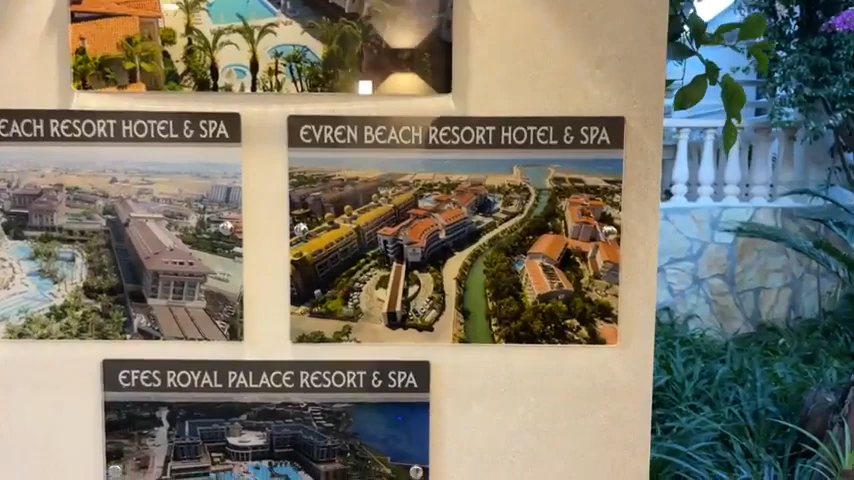 EACH RESORT HOTEL & SPA
EVREN BEACH RESORT HOTEL & SPA
EFES ROYAL PALACE RESORT & SPA